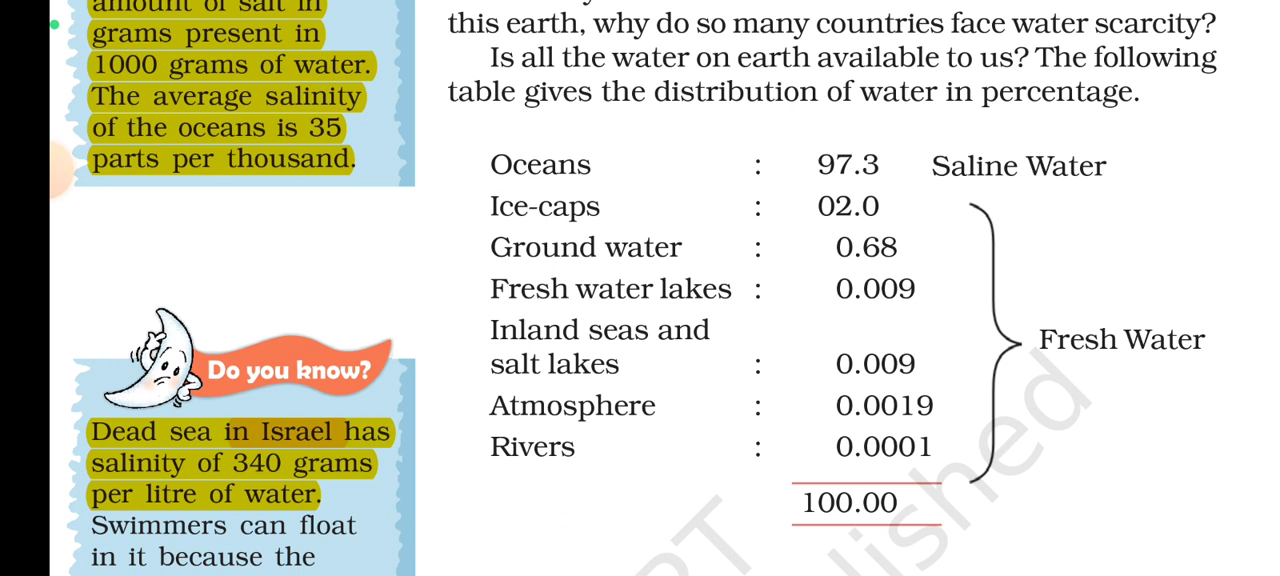 amount of salt in
grams present in
1000 grams of water.
The average salinity
of the oceans is 35
parts per thousand.
Do you know?
Dead sea in Israel has
salinity of 340 grams
per litre of water.
Swimmers can float
in it because the
this earth, why do so many countries face water scarcity?
Is all the water on earth available to us? The following
table gives the distribution of water in percentage.
Oceans : 97.3 Saline Water
Ice-caps : 02.0
Ground water : 0.68
Fresh water lakes : 0.009
Inland seas and
Fresh Water
salt lakes : 0.009
Atmosphere : 0.0019
Rivers : 0.0001
100.00